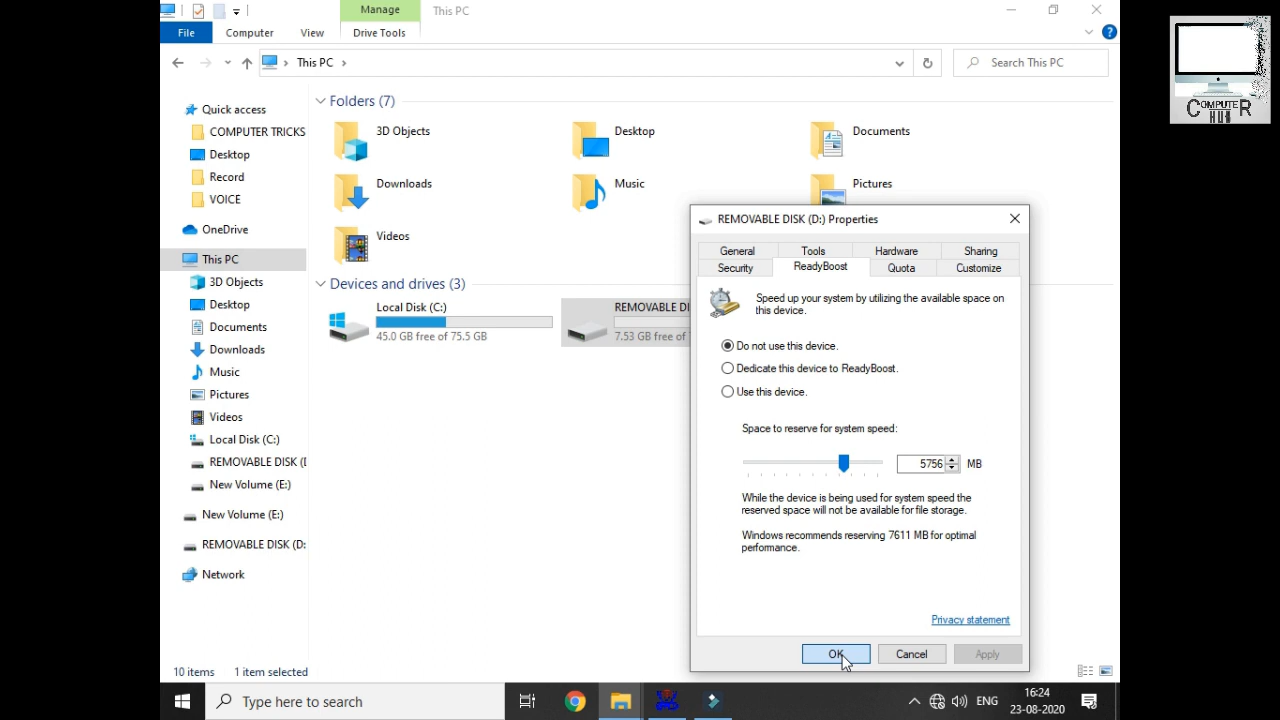 Manage
This PC
File
Computer
View
Drive Tools
This PC
Search This PC
COMPUTER
HUB
Quick access
COMPUTER TRICKS
Desktop
Record
VOICE
OneDrive
This PC
3D Objects
Desktop
Documents
Downloads
Music
Pictures
Videos
Local Disk (C:)
REMOVABLE DISK (
New Volume (E:)
New Volume (E:)
REMOVABLE DISK (D:
Network
Folders (7)
3D Objects
Desktop
Documents
Downloads
Music
Pictures
Videos
Devices and drives (3)
Local Disk (C:)
45.0 GB free of 75.5 GB
REMOVABLE DI
7.53 GB free of
REMOVABLE DISK (D:) Properties
General
Tools
Hardware
Sharing
Security
ReadyBoost
Quota
Customize
Speed up your system by utilizing the available space on
this device.
Do not use this device.
Dedicate this device to ReadyBoost.
Use this device.
Space to reserve for system speed:
5756 MB
While the device is being used for system speed the
reserved space will not be available for file storage.
Windows recommends reserving 7611 MB for optimal
performance.
Privacy statement
OK
Cancel
Apply
10 items
1 item selected
Type here to search
ENG
16:24
23-08-2020